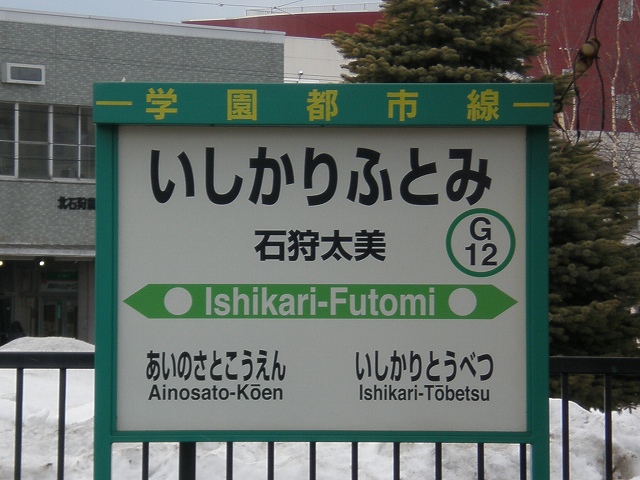 学園都市線
いしかりふとみ
石狩太美
G
12
Ishikari-Futomi
あいのさとこうえん
いしかりとうべつ
Ainosato-Kōen
Ishikari-Tōbetsu
北石狩